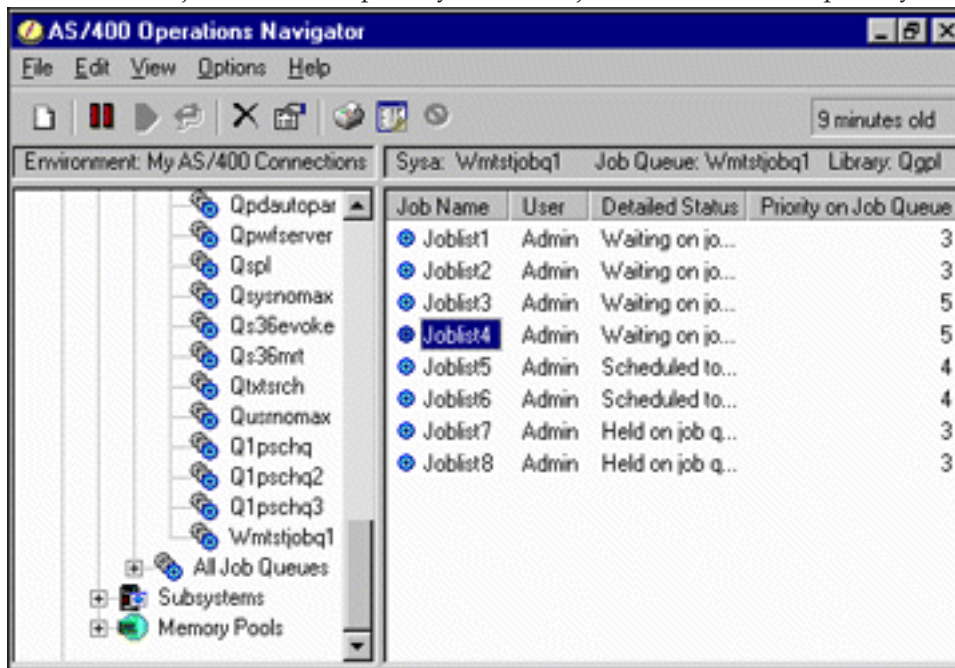 AS/400 Operations Navigator
File Edit View Options Help
9 minutes old
Environment: My AS/400 Connections
Sysa: Wmtstjobq1 Job Queue: Wmtstjobq1 Library: Qgpl
Qpdautopar
Qpwfserver
Qspl
Qsysnomax
Qs36evoke
Qs36mrt
Qtxtsrch
Qusrnomax
Q1pschq
Q1pschq2
Q1pschq3
Wmtstjobq1
All Job Queues
Subsystems
Memory Pools
Job Name User Detailed Status Priority on Job Queue
Joblist1 Admin Waiting on jo... 3
Joblist2 Admin Waiting on jo... 3
Joblist3 Admin Waiting on jo... 5
Joblist4 Admin Waiting on jo... 5
Joblist5 Admin Scheduled to... 4
Joblist6 Admin Scheduled to... 4
Joblist7 Admin Held on job q... 3
Joblist8 Admin Held on job q... 3